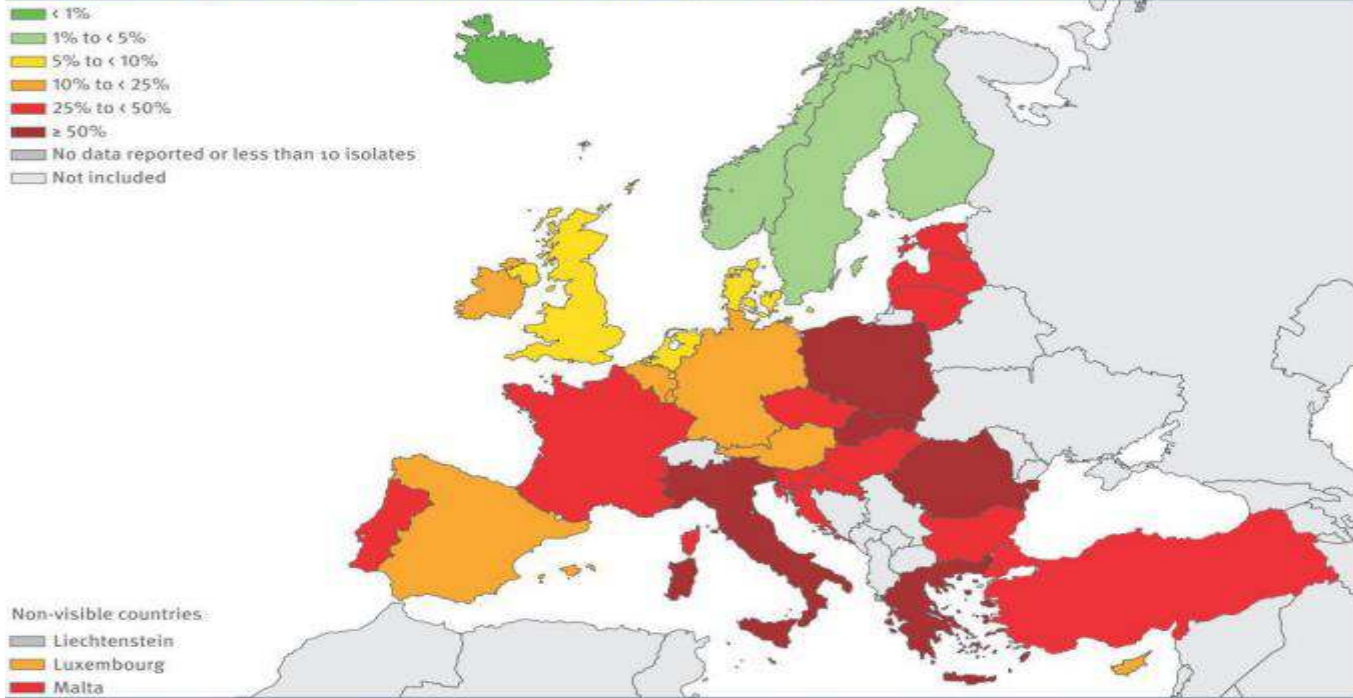 < 1%
1% to < 5%
5% to < 10%
10% to < 25%
25% to < 50%
≥ 50%
No data reported or less than 10 isolates
Not included
Non-visible countries
Liechtenstein
Luxembourg
Malta